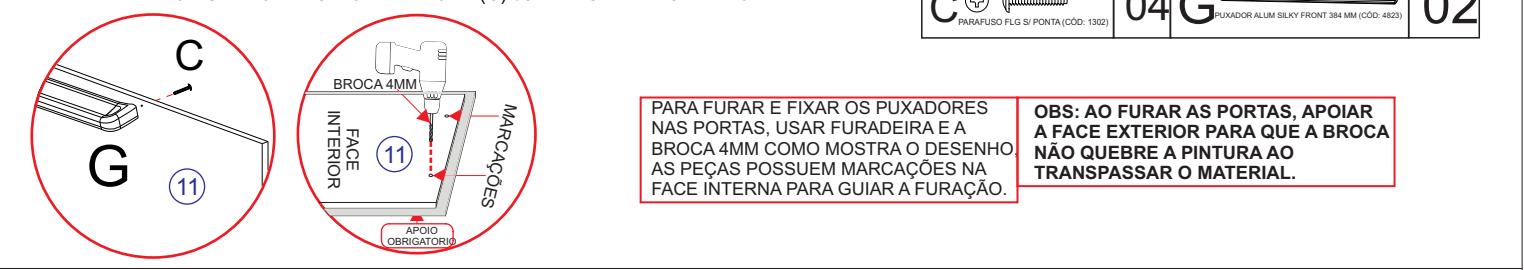 C PARAFUSO FLG S/ PONTA (CÓD: 1302) 04 G PUXADOR ALUM SILKY FRONT 384 MM (CÓD: 4823) 02
C
G
11
BROCA 4MM
FACE
INTERIOR
11
MARCAÇÕES
APOIO
OBRIGATORIO
PARA FURAR E FIXAR OS PUXADORES
NAS PORTAS, USAR FURADEIRA E A
BROCA 4MM COMO MOSTRA O DESENHO,
AS PEÇAS POSSUEM MARCAÇÕES NA
FACE INTERNA PARA GUIAR A FURAÇÃO.
OBS: AO FURAR AS PORTAS, APOIAR
A FACE EXTERIOR PARA QUE A BROCA
NÃO QUEBRE A PINTURA AO
TRANSPASSAR O MATERIAL.